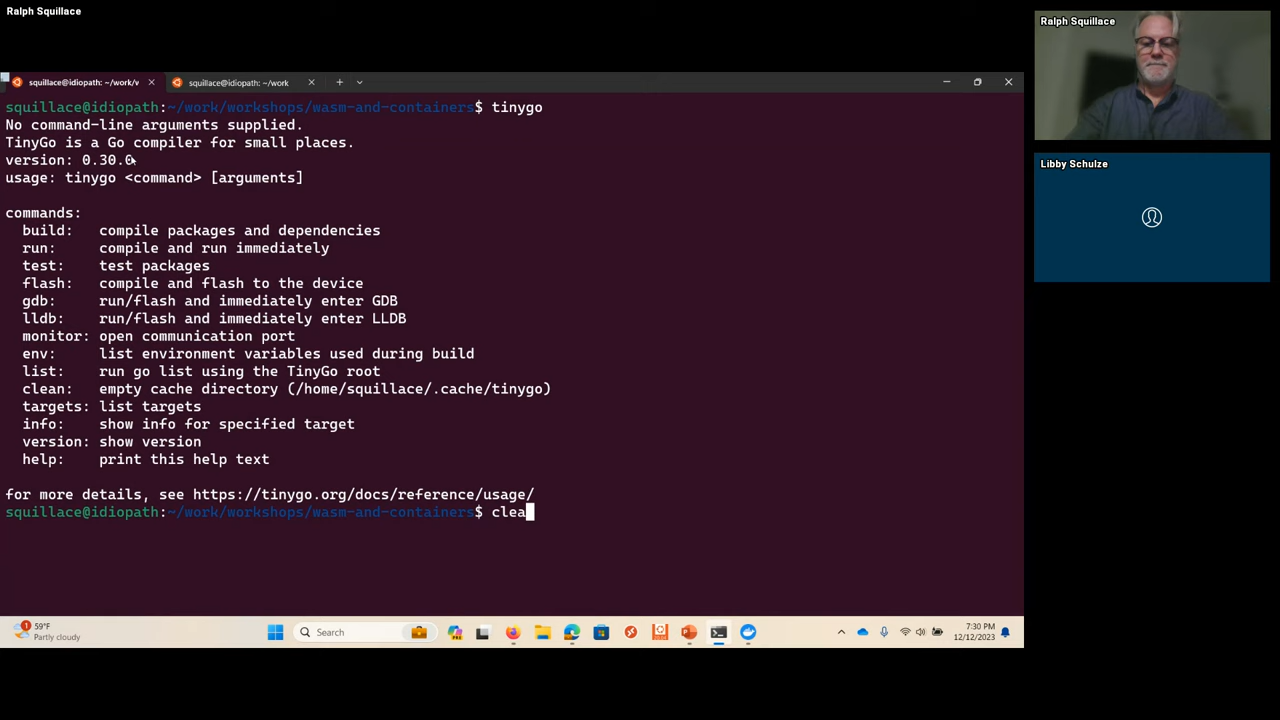 Ralph Squillace
Ralph Squillace
Libby Schulze
squillace@idiopath: ~/work/v
squillace@idiopath: ~/work
squillace@idiopath:~/work/workshops/wasm-and-containers$ tinygo
No command-line arguments supplied.
TinyGo is a Go compiler for small places.
version: 0.30.0
usage: tinygo <command> [arguments]
commands:
build: compile packages and dependencies
run: compile and run immediately
test: test packages
flash: compile and flash to the device
gdb: run/flash and immediately enter GDB
lldb: run/flash and immediately enter LLDB
monitor: open communication port
env: list environment variables used during build
list: run go list using the TinyGo root
clean: empty cache directory (/home/squillace/.cache/tinygo)
targets: list targets
info: show info for specified target
version: show version
help: print this help text
for more details, see https://tinygo.org/docs/reference/usage/
squillace@idiopath:~/work/workshops/wasm-and-containers$ clea
1
59°F
Partly cloudy
Search
7:30 PM
12/12/2023